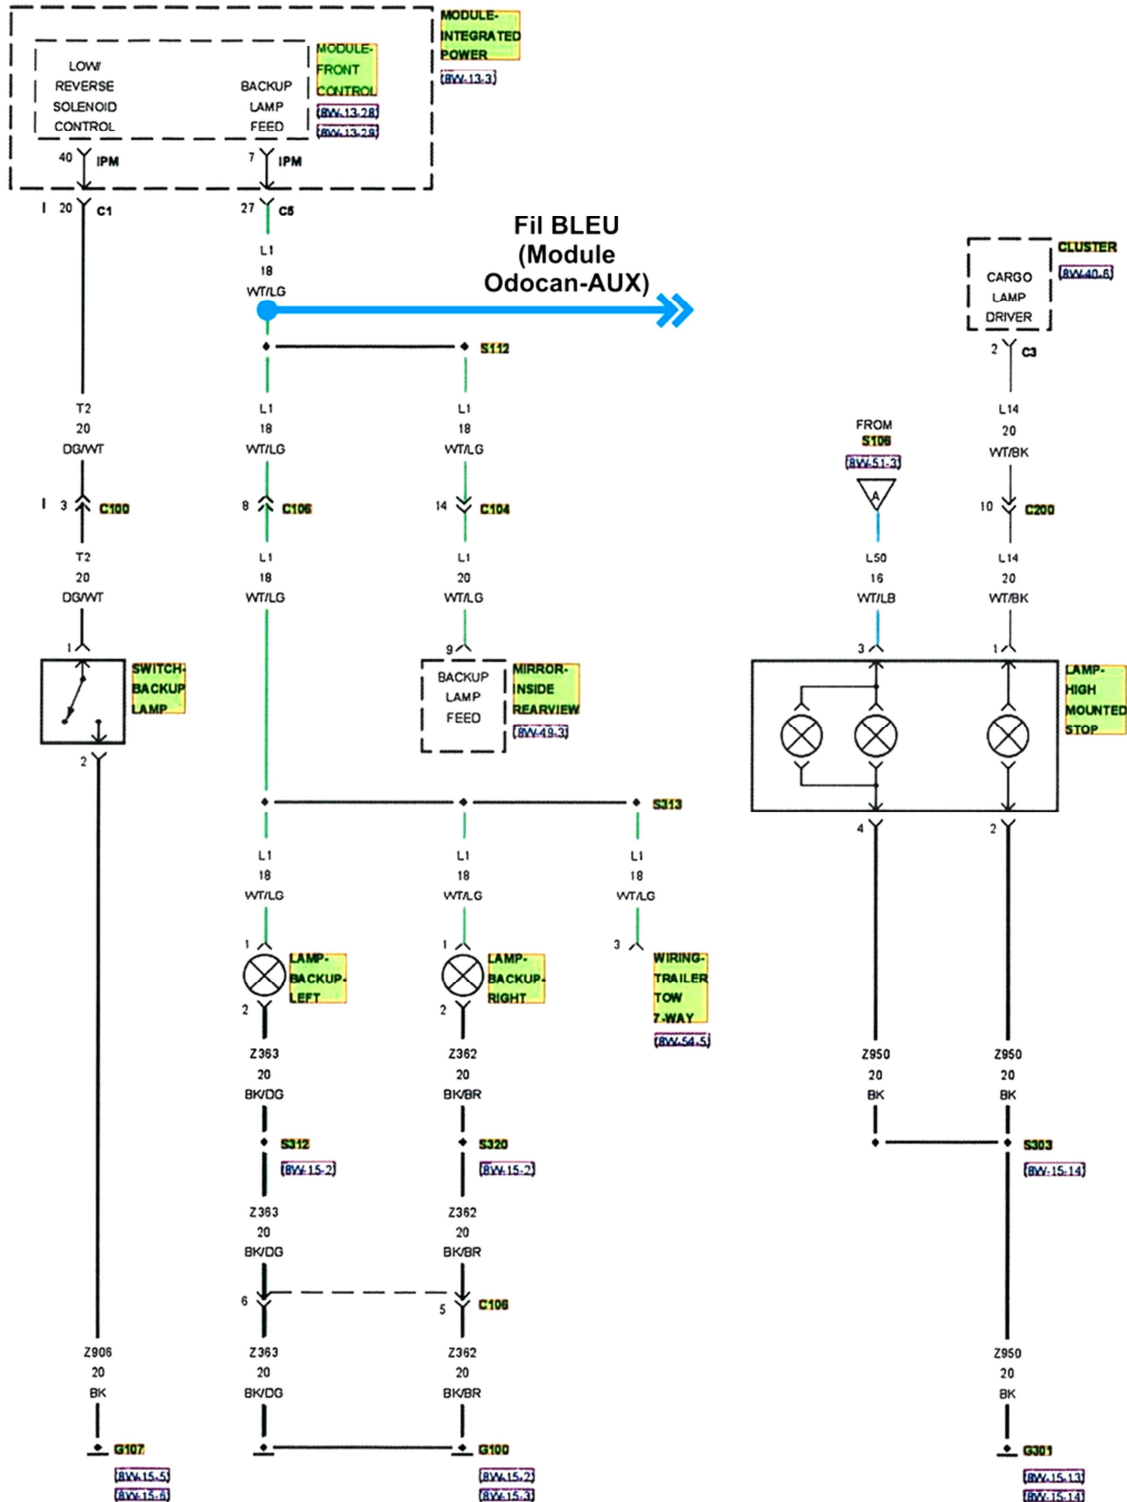 MODULE-
INTEGRATED
POWER
(8W-13-3)
MODULE-
FRONT
CONTROL
(8W-13-28)
(8W-13-29)
LOW/
REVERSE
SOLENOID
CONTROL
BACKUP
LAMP
FEED
40 IPM
7 IPM
I 20 C1
27 C5
L1
18
WT/LG
Fil BLEU
(Module
Odocan-AUX)
S112
CLUSTER
(8W-40-6)
CARGO
LAMP
DRIVER
2 C3
T2
20
DG/WT
L1
18
WT/LG
L1
18
WT/LG
FROM
S106
(8W-51-3)
A
L14
20
WT/BK
I 3 C100
8 C106
14 C104
10 C200
T2
20
DG/WT
L1
18
WT/LG
L1
20
WT/LG
L50
16
WT/LB
L14
20
WT/BK
1
SWITCH-
BACKUP
LAMP
2
9
BACKUP
LAMP
FEED
MIRROR-
INSIDE
REARVIEW
(8W-49-3)
3
1
LAMP-
HIGH
MOUNTED
STOP
4
2
S313
L1
18
WT/LG
L1
18
WT/LG
L1
18
WT/LG
1
LAMP-
BACKUP-
LEFT
2
1
LAMP-
BACKUP-
RIGHT
2
3
WIRING-
TRAILER
TOW
7-WAY
(8W-54-5)
Z363
20
BK/DG
Z362
20
BK/BR
Z950
20
BK
Z950
20
BK
S312
(8W-15-2)
S320
(8W-15-2)
S303
(8W-15-14)
Z363
20
BK/DG
Z362
20
BK/BR
6
5 C106
Z906
20
BK
Z363
20
BK/DG
Z362
20
BK/BR
Z950
20
BK
G107
(8W-15-5)
(8W-15-6)
G100
(8W-15-2)
(8W-15-3)
G301
(8W-15-13)
(8W-15-14)